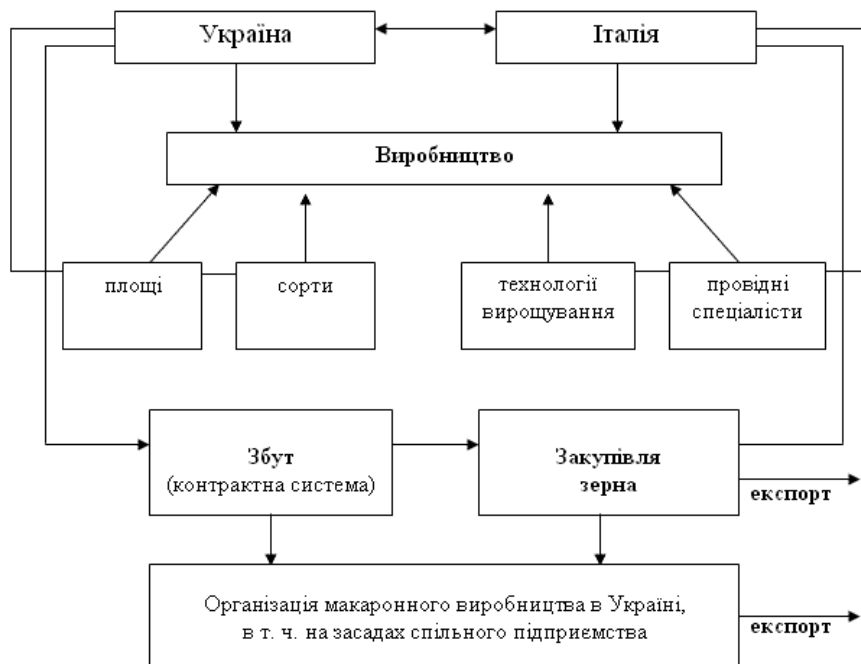 Україна
Італія
Виробництво
площі
сорти
технології
вирощування
провідні
спеціалісти
Збут
(контрактна система)
Закупівля
зерна
експорт
Організація макаронного виробництва в Україні,
в т. ч. на засадах спільного підприємства
експорт